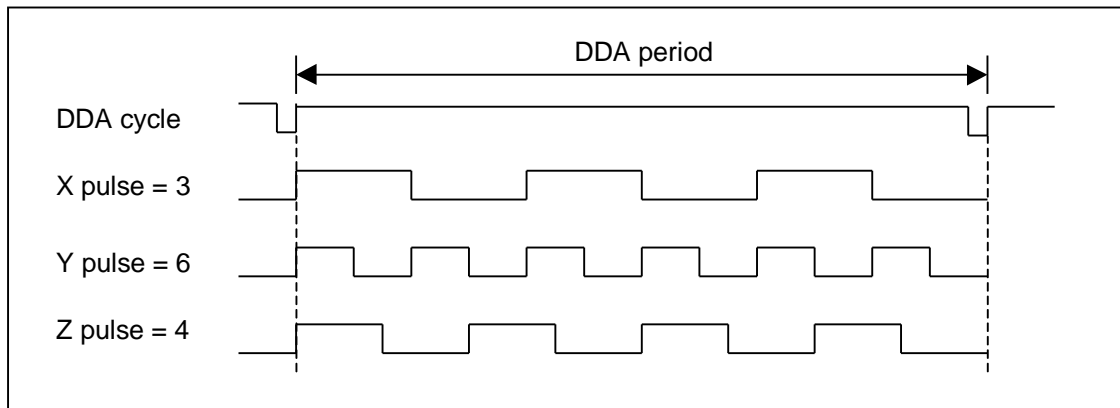 DDA period
DDA cycle
X pulse = 3
Y pulse = 6
Z pulse = 4